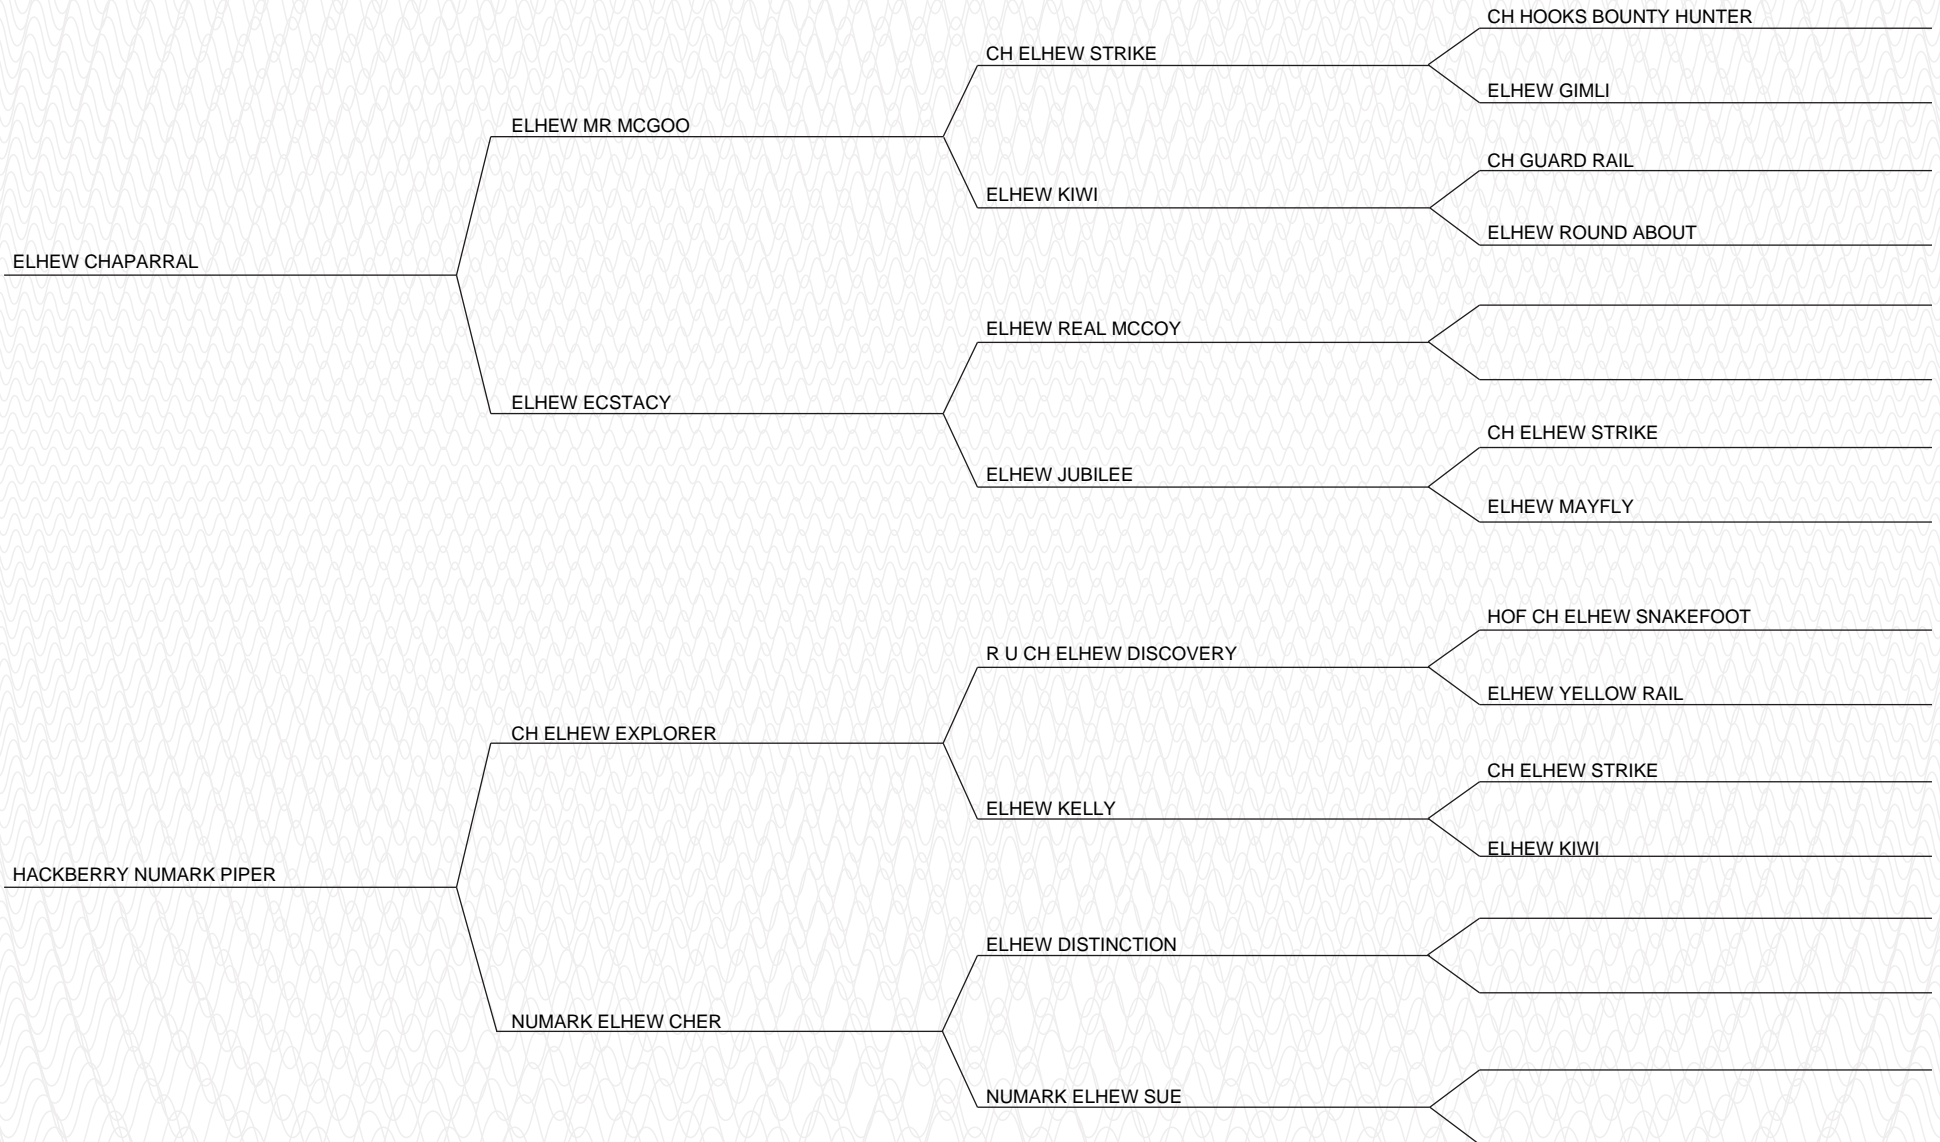 CH HOOKS BOUNTY HUNTER
CH ELHEW STRIKE
ELHEW GIMLI
ELHEW MR MCGOO
CH GUARD RAIL
ELHEW KIWI
ELHEW ROUND ABOUT
ELHEW CHAPARRAL
ELHEW REAL MCCOY
ELHEW ECSTACY
CH ELHEW STRIKE
ELHEW JUBILEE
ELHEW MAYFLY
HOF CH ELHEW SNAKEFOOT
R U CH ELHEW DISCOVERY
ELHEW YELLOW RAIL
CH ELHEW EXPLORER
CH ELHEW STRIKE
ELHEW KELLY
ELHEW KIWI
HACKBERRY NUMARK PIPER
ELHEW DISTINCTION
NUMARK ELHEW CHER
NUMARK ELHEW SUE